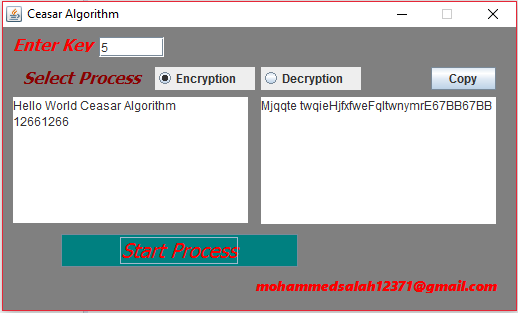 Ceasar Algorithm
Enter Key 5
Select Process Encryption Decryption Copy
Hello World Ceasar Algorithm
12661266
Mjqqte twqieHjfxfweFqltwnymrE67BB67BB
Start Process
mohammedsalah12371@gmail.com